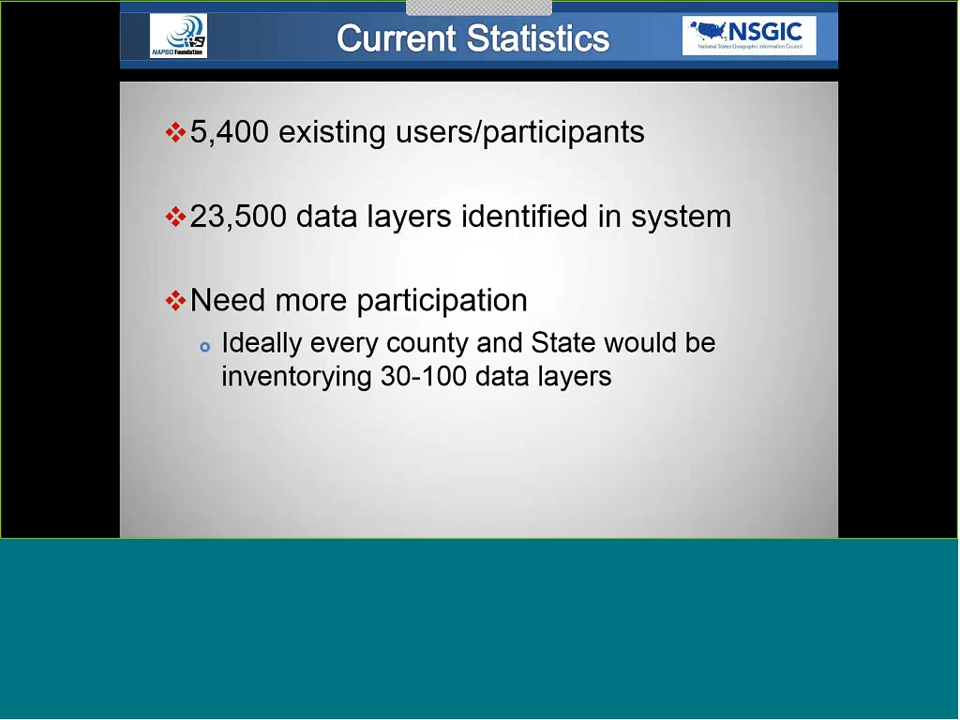 Current Statistics
NAPSG Foundation
NSGIC
National States Geographic Information Council
5,400 existing users/participants
23,500 data layers identified in system
Need more participation
Ideally every county and State would be
inventorying 30-100 data layers